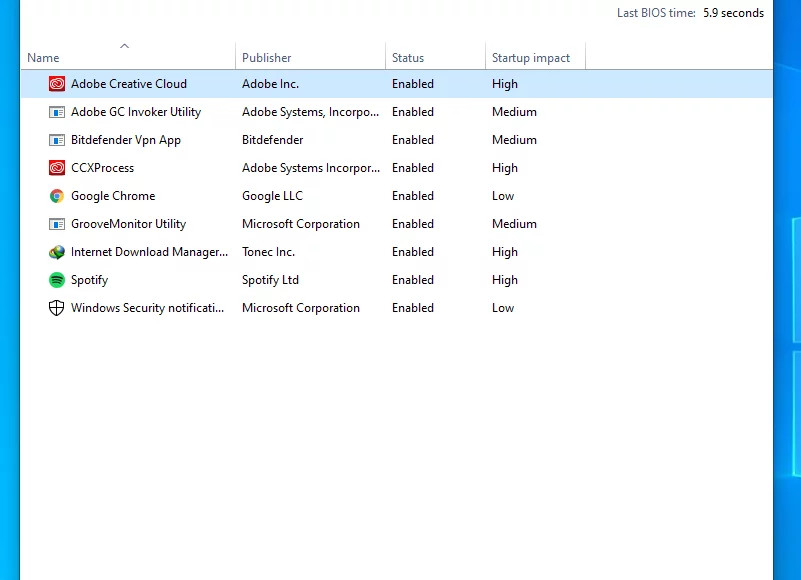 Last BIOS time: 5.9 seconds
Name Publisher Status Startup impact
Adobe Creative Cloud Adobe Inc. Enabled High
Adobe GC Invoker Utility Adobe Systems, Incorpo... Enabled Medium
Bitdefender Vpn App Bitdefender Enabled Medium
CCXProcess Adobe Systems Incorpor... Enabled High
Google Chrome Google LLC Enabled Low
GrooveMonitor Utility Microsoft Corporation Enabled Medium
Internet Download Manager... Tonec Inc. Enabled High
Spotify Spotify Ltd Enabled High
Windows Security notificati... Microsoft Corporation Enabled Low